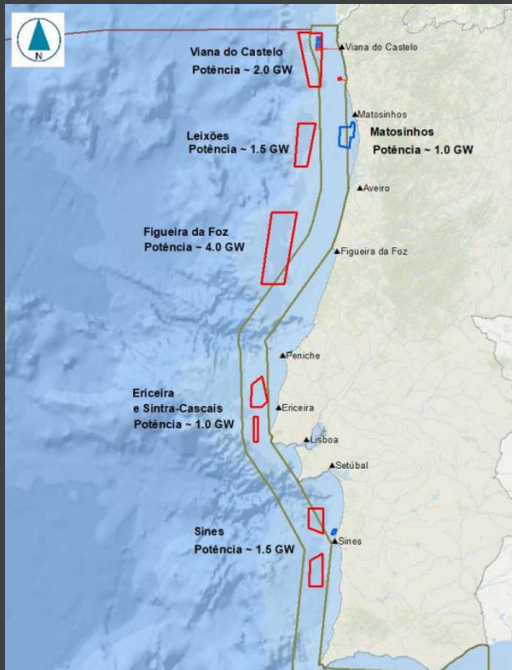 N
Viana do Castelo
Potência ~ 2.0 GW
Viana do Castelo
Matosinhos
Leixões
Potência ~ 1.5 GW
Matosinhos
Potência ~ 1.0 GW
Aveiro
Figueira da Foz
Potência ~ 4.0 GW
Figueira da Foz
Peniche
Ericeira
e Sintra-Cascais
Potência ~ 1.0 GW
Ericeira
Lisboa
Setúbal
Sines
Potência ~ 1.5 GW
Sines